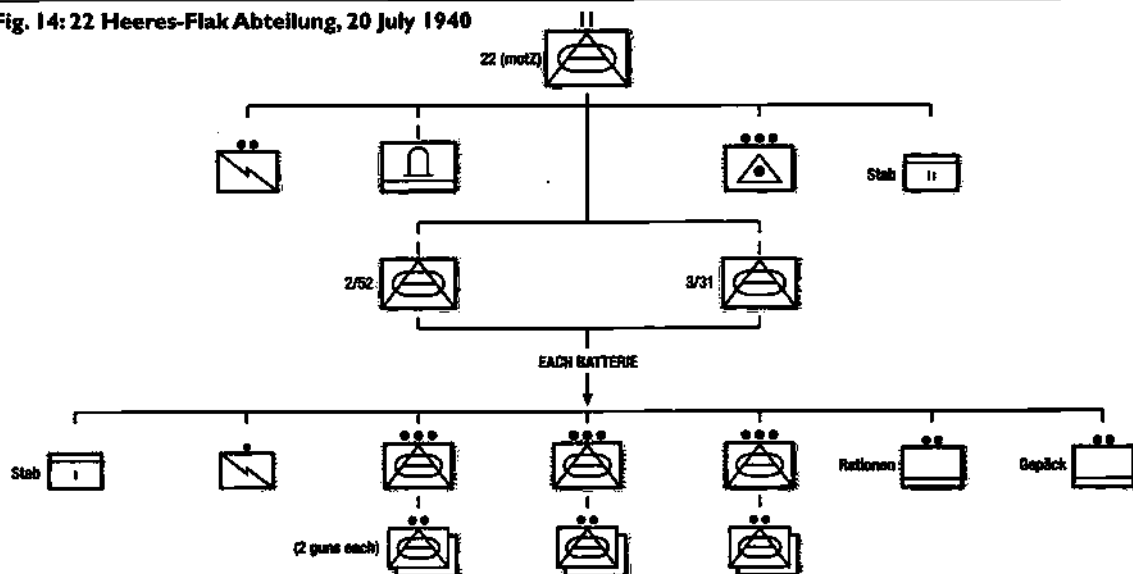 Fig. 14: 22 Heeres-Flak Abteilung, 20 July 1940
22 (motZ)
Stab
2/52
3/31
EACH BATTERIE
Stab
Rationen
Gepäck
(2 guns each)